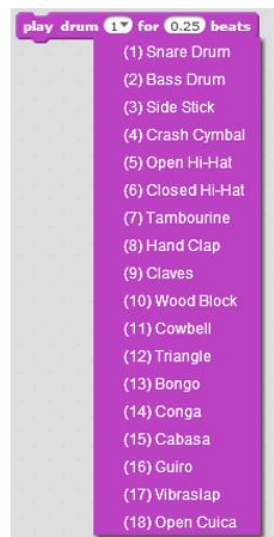 play drum 1 for 0.25 beats
(1) Snare Drum
(2) Bass Drum
(3) Side Stick
(4) Crash Cymbal
(5) Open Hi-Hat
(6) Closed Hi-Hat
(7) Tambourine
(8) Hand Clap
(9) Claves
(10) Wood Block
(11) Cowbell
(12) Triangle
(13) Bongo
(14) Conga
(15) Cabasa
(16) Guiro
(17) Vibraslap
(18) Open Cuica